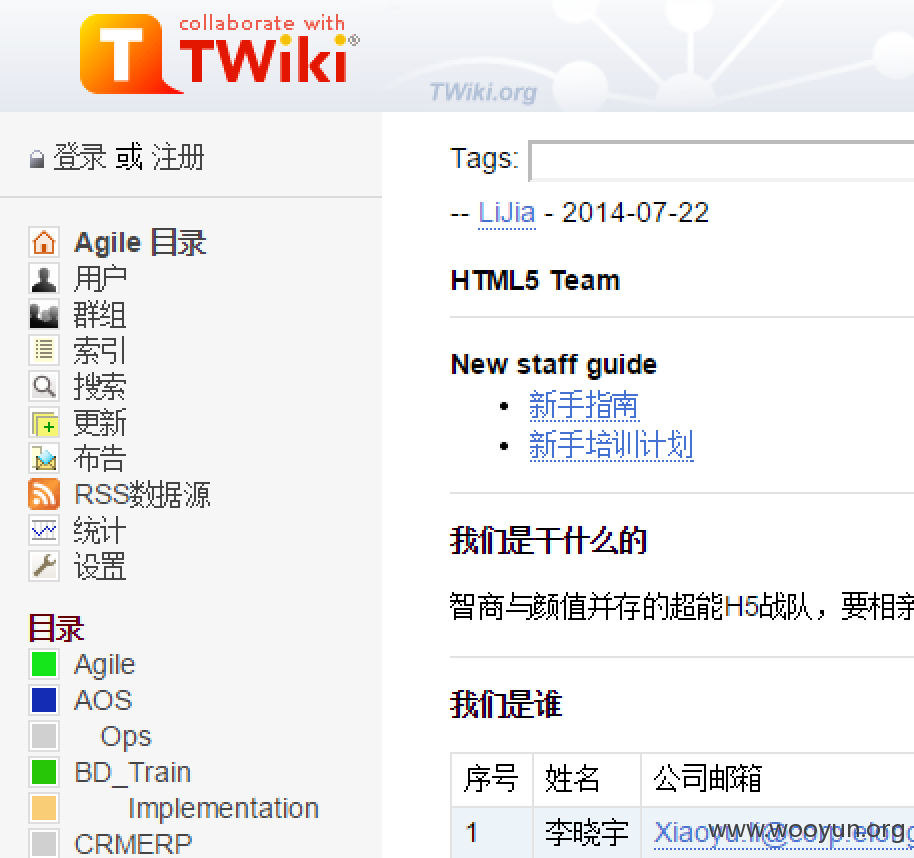 collaborate with
TWiki®
TWiki.org
登录 或 注册
Agile 目录
用户
群组
索引
搜索
更新
布告
RSS数据源
统计
设置
目录
Agile
AOS
Ops
BD_Train
Implementation
CRMERP
Tags:
-- LiJia - 2014-07-22
HTML5 Team
New staff guide
新手指南
新手培训计划
我们是干什么的
智商与颜值并存的超能H5战队，要相亲
我们是谁
序号 姓名 公司邮箱
1 李晓宇
www.wooyun.org